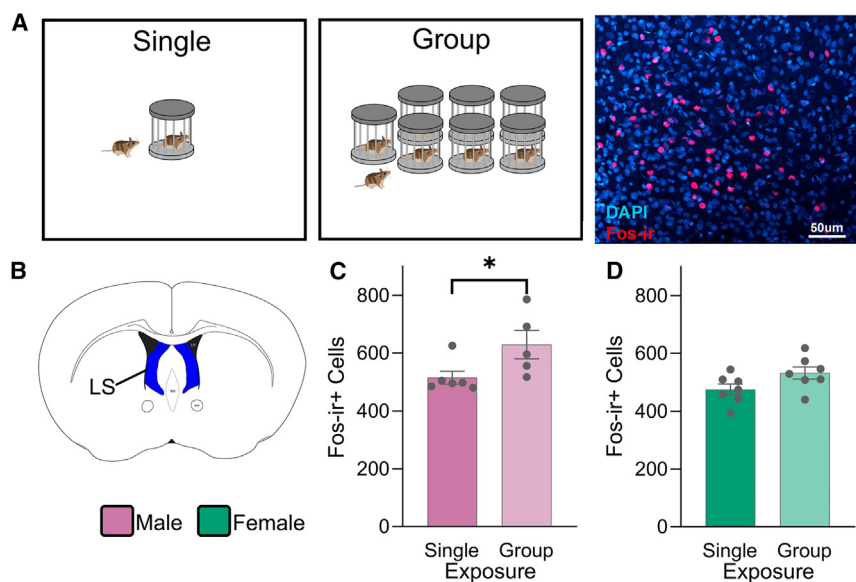 A
Single
Group
DAPI
Fos-ir
50um
B
LS
Male
Female
C
*
Fos-ir+ Cells
800
600
400
200
0
Single
Group
Exposure
D
Fos-ir+ Cells
800
600
400
200
0
Single
Group
Exposure